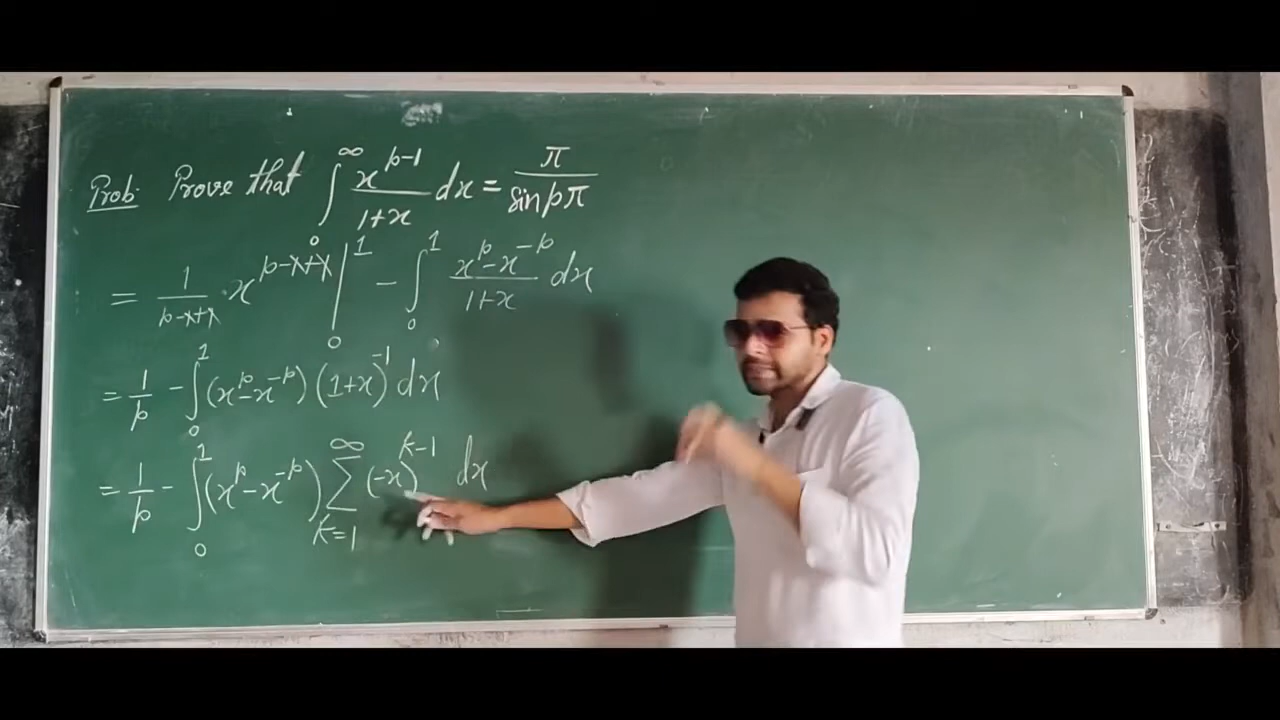 Prob: Prove that ∫₀^∞ x^(p-1)/(1+x) dx = π/(sin pπ)
= 1/(p-x+x) · x^(p-x+x) |₀¹ - ∫₀¹ (x^p - x^(-p))/(1+x) dx
= 1/p - ∫₀¹ (x^p - x^(-p)) (1+x)^(-1) dx
= 1/p - ∫₀¹ (x^p - x^(-p)) ∑_(k=1)^∞ (-x)^(k-1) dx